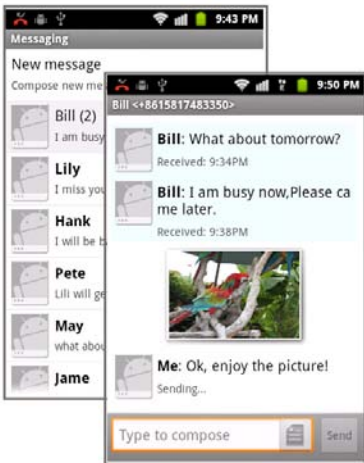 9:43 PM
Messaging
New message
Compose new me
Bill (2)
I am busy
Lily
I miss you
Hank
I will be b
Pete
Lili will ge
May
what abou
Jame
9:50 PM
Bill <+8615817483350>
Bill: What about tomorrow?
Received: 9:34PM
Bill: I am busy now,Please ca
me later.
Received: 9:38PM
Me: Ok, enjoy the picture!
Sending...
Type to compose
Send